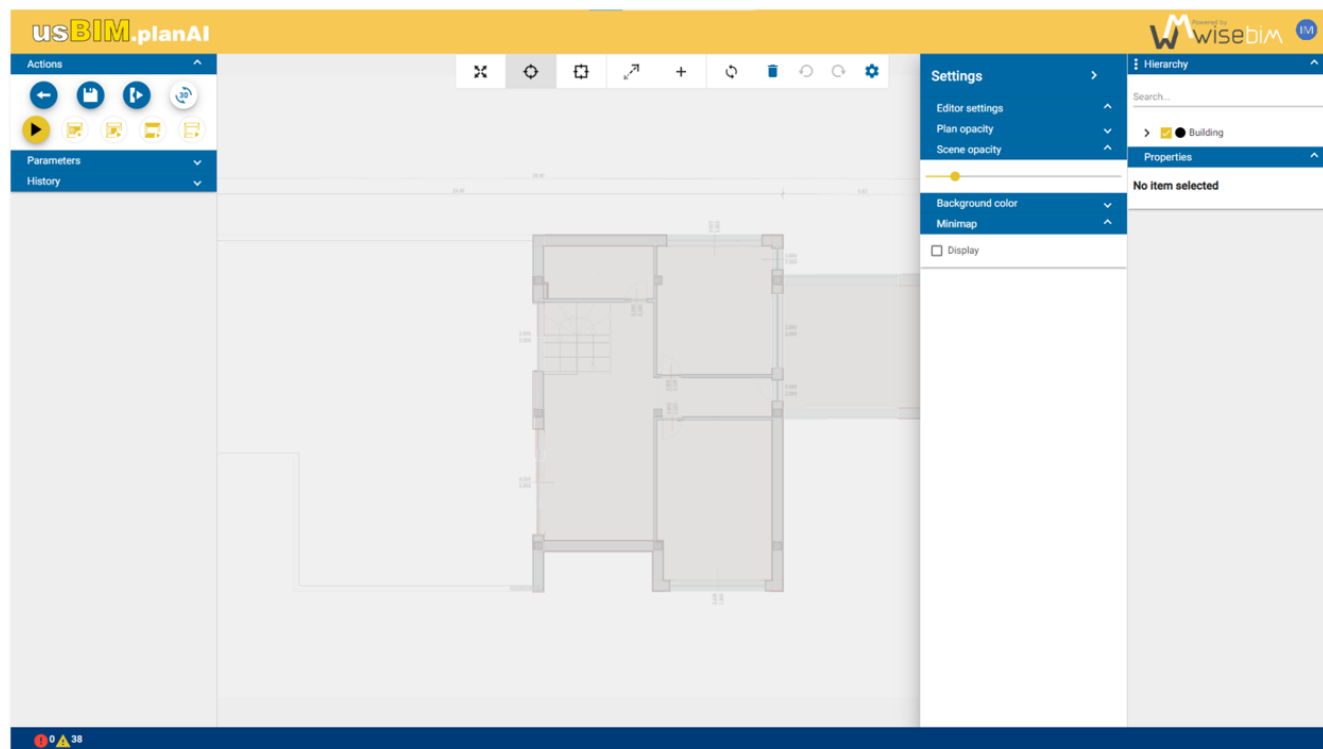 usBIM.planAI
Powered by
wisebim
IM
Actions
3D
Parameters
History
Settings
Editor settings
Plan opacity
Scene opacity
Background color
Minimap
Display
Hierarchy
Search...
Building
Properties
No item selected
0
38